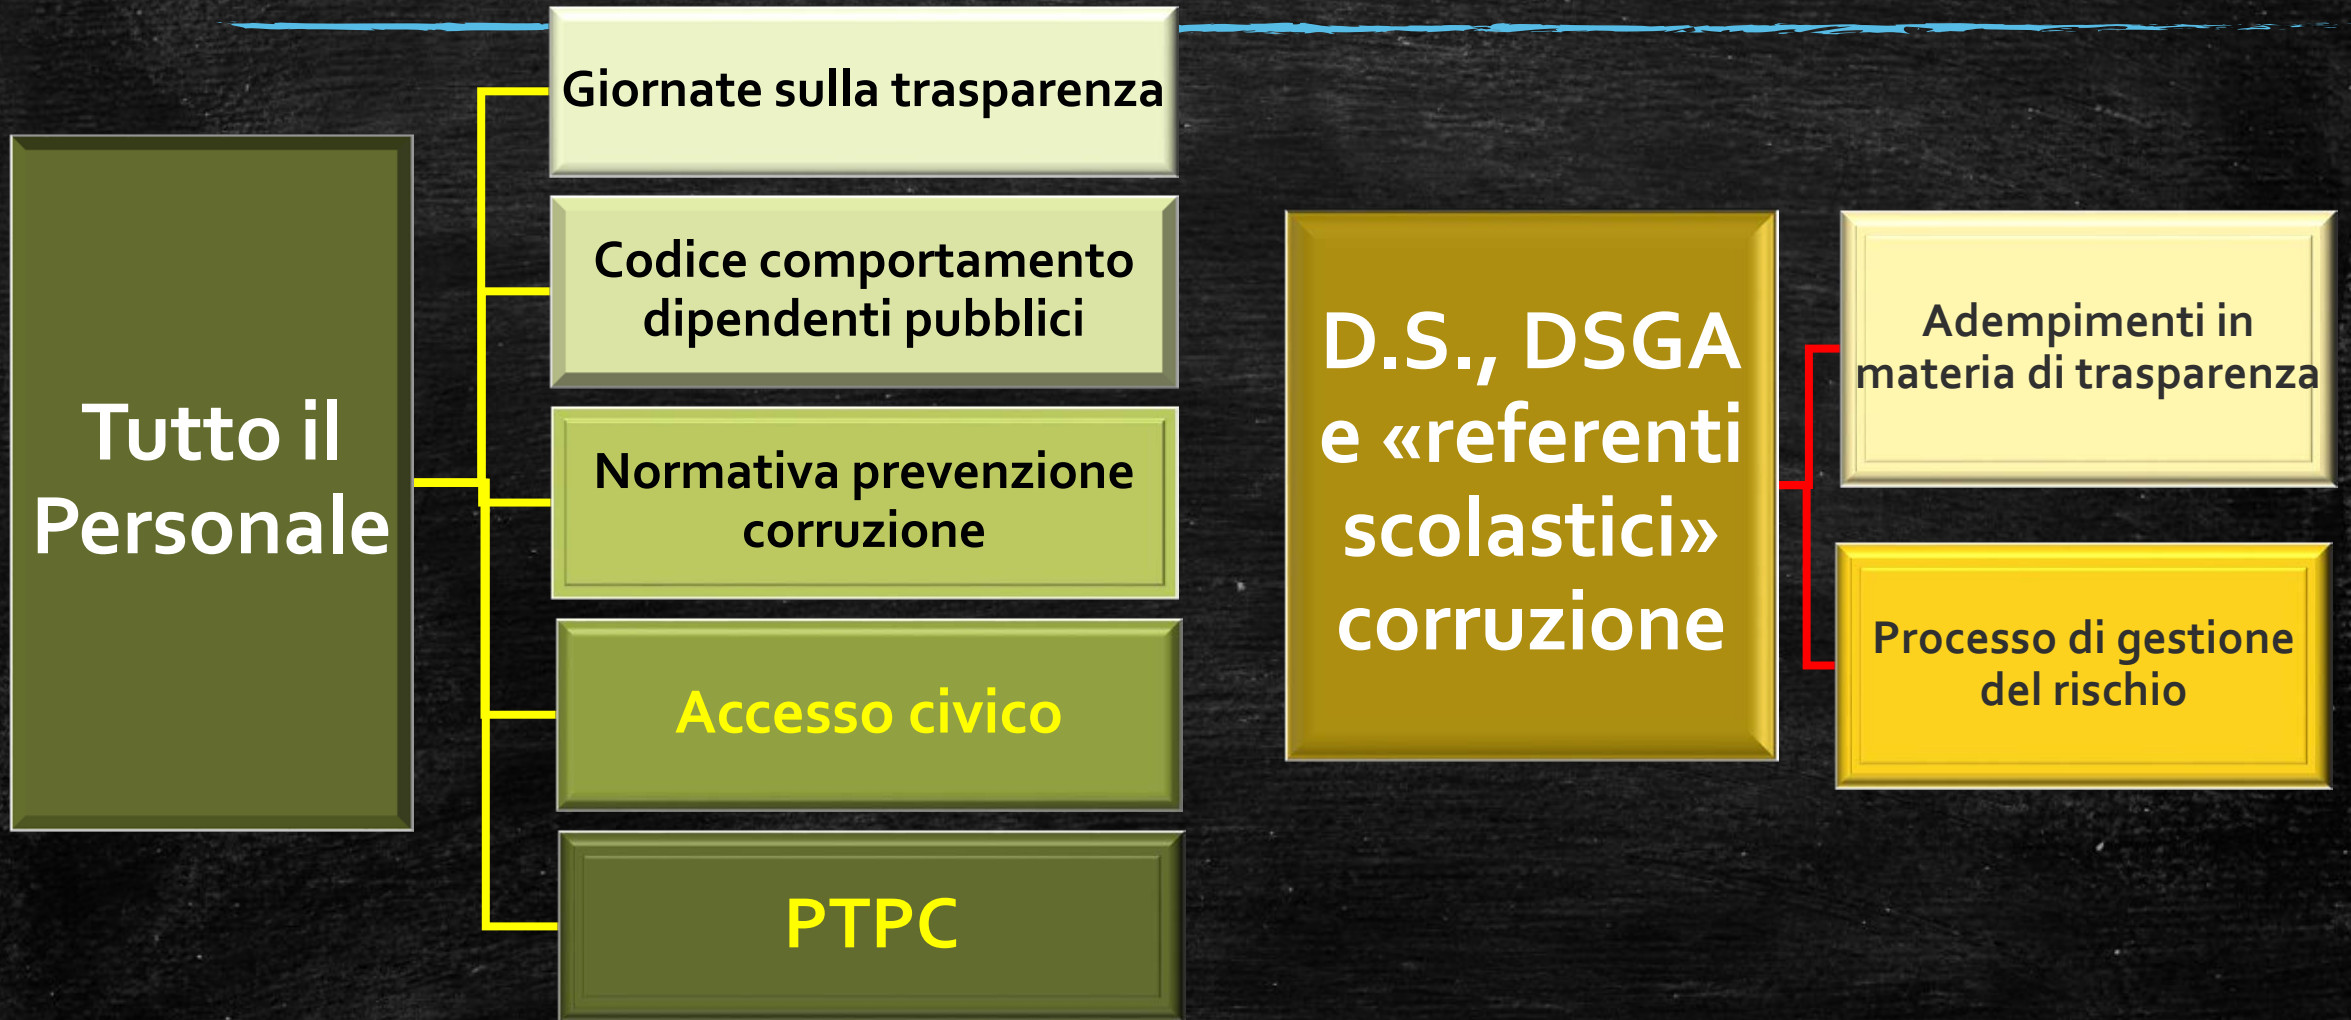 Tutto il
Personale
Giornate sulla trasparenza
Codice comportamento
dipendenti pubblici
Normativa prevenzione
corruzione
Accesso civico
PTPC
D.S., DSGA
e «referenti
scolastici»
corruzione
Adempimenti in
materia di trasparenza
Processo di gestione
del rischio